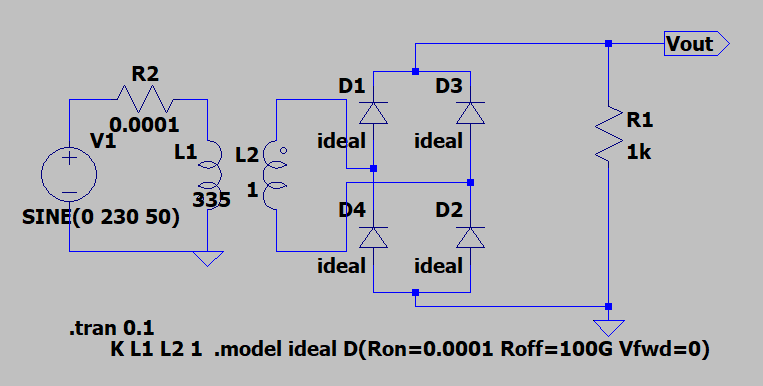 R2
0.0001
V1
SINE(0 230 50)
L1
335
L2
1
D1
ideal
D3
ideal
D4
ideal
D2
ideal
Vout
R1
1k
.tran 0.1
K L1 L2 1 .model ideal D(Ron=0.0001 Roff=100G Vfwd=0)